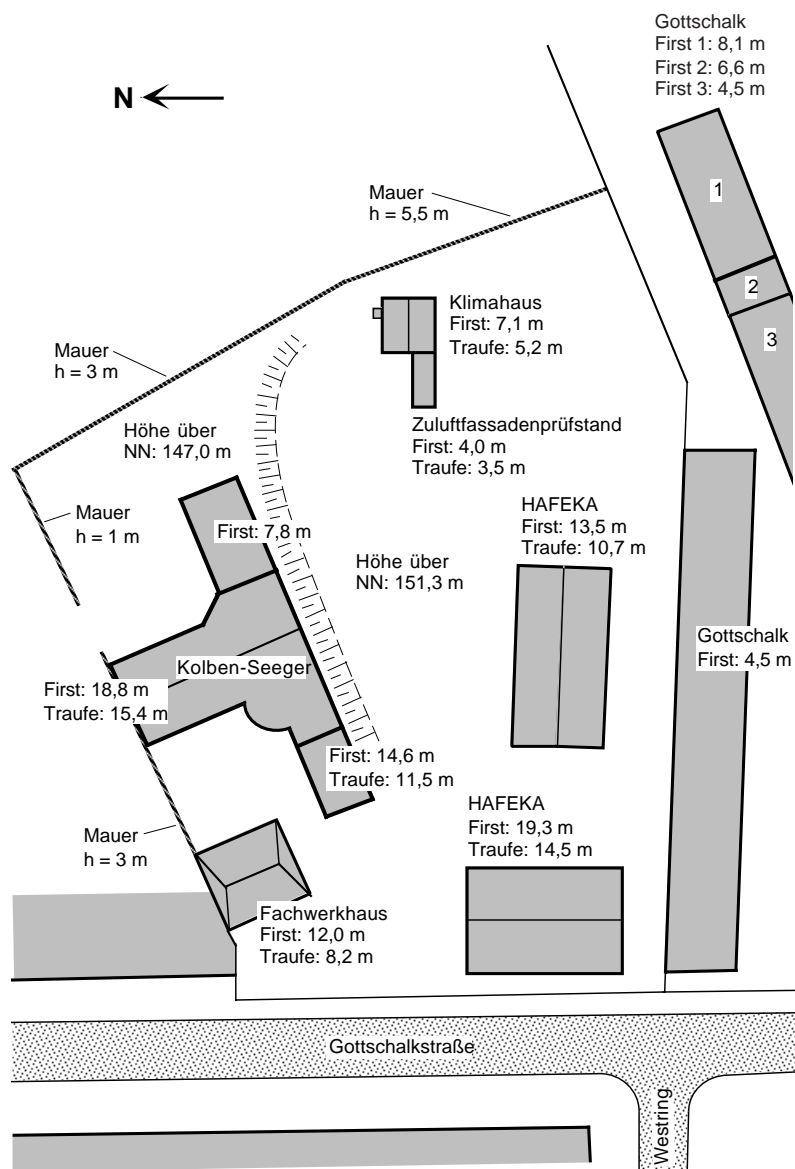 Gottschalk
First 1: 8,1 m
First 2: 6,6 m
First 3: 4,5 m
N
1
Mauer
h = 5,5 m
2
Klimahaus
First: 7,1 m
Traufe: 5,2 m
3
Mauer
h = 3 m
Zuluftfassadenprüfstand
First: 4,0 m
Traufe: 3,5 m
Höhe über
NN: 147,0 m
Mauer
h = 1 m
HAFEKA
First: 13,5 m
Traufe: 10,7 m
First: 7,8 m
Höhe über
NN: 151,3 m
Gottschalk
First: 4,5 m
Kolben-Seeger
First: 18,8 m
Traufe: 15,4 m
First: 14,6 m
Traufe: 11,5 m
HAFEKA
First: 19,3 m
Traufe: 14,5 m
Mauer
h = 3 m
Fachwerkhaus
First: 12,0 m
Traufe: 8,2 m
Gottschalkstraße
Westring